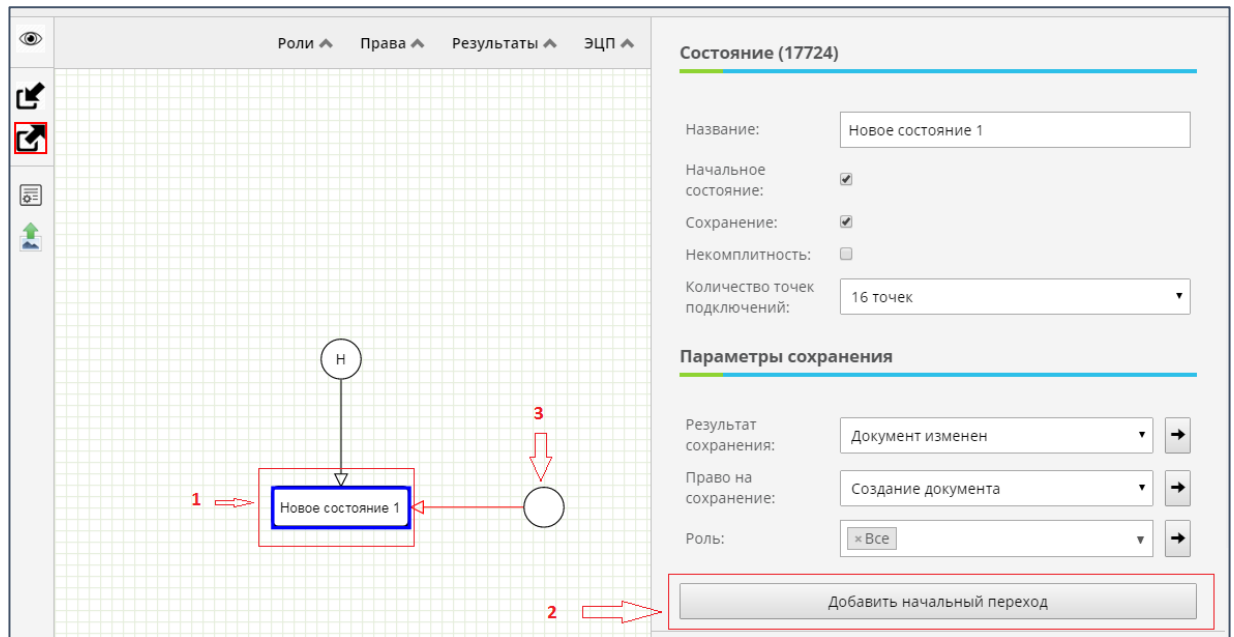 Роли Права Результаты ЭЦП
Н
3
1
Новое состояние 1
2
Состояние (17724)
Название: Новое состояние 1
Начальное
состояние:
Сохранение:
Некомплитность:
Количество точек
подключений:
16 точек
Параметры сохранения
Результат
сохранения:
Документ изменен
Право на
сохранение:
Создание документа
Роль: ×Все
Добавить начальный переход